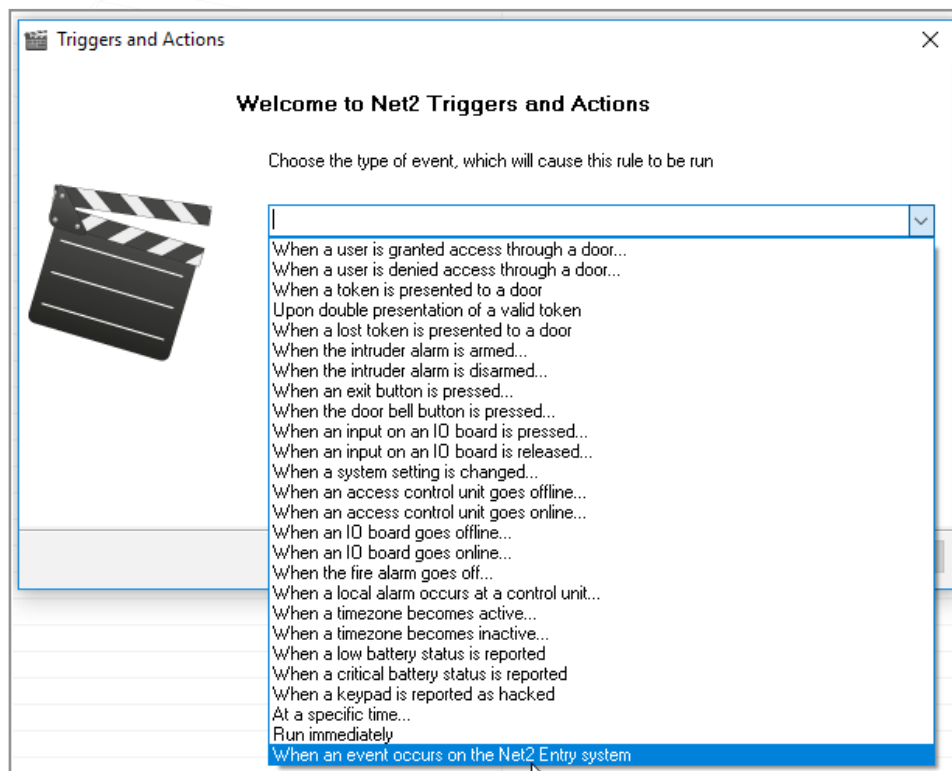 Triggers and Actions
Welcome to Net2 Triggers and Actions
Choose the type of event, which will cause this rule to be run
When a user is granted access through a door...
When a user is denied access through a door...
When a token is presented to a door
Upon double presentation of a valid token
When a lost token is presented to a door
When the intruder alarm is armed...
When the intruder alarm is disarmed...
When an exit button is pressed...
When the door bell button is pressed...
When an input on an IO board is pressed...
When an input on an IO board is released...
When a system setting is changed...
When an access control unit goes offline...
When an access control unit goes online...
When an IO board goes offline...
When an IO board goes online...
When the fire alarm goes off...
When a local alarm occurs at a control unit...
When a timezone becomes active...
When a timezone becomes inactive...
When a low battery status is reported
When a critical battery status is reported
When a keypad is reported as hacked
At a specific time...
Run immediately
When an event occurs on the Net2 Entry system